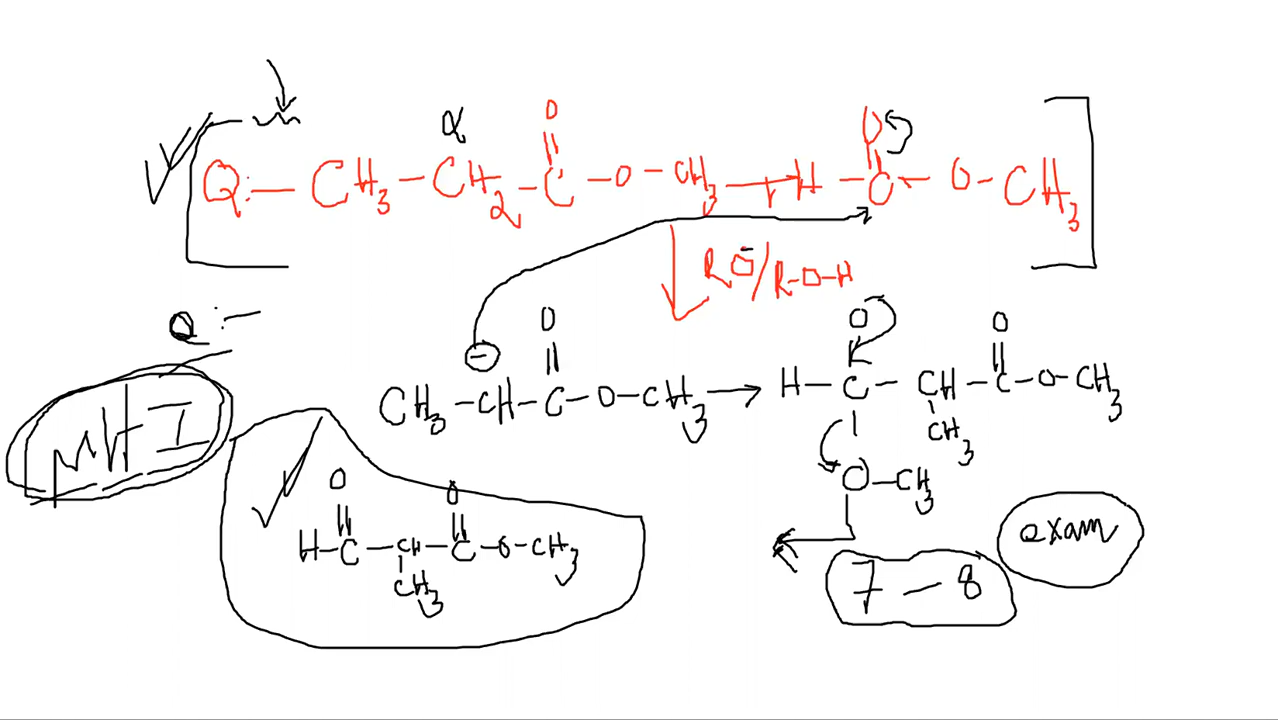 α O O
Q:— CH3 – CH2 – C – O – CH3 + H – C – O – CH3
RO⁻/R-O-H
Q :—
O O O
⊖
CH3 – CH – C – O – CH3 → H – C – CH – C – O – CH3
CH3
O – CH3
O O
H – C – CH – C – O – CH3
CH3
exam
7 – 8